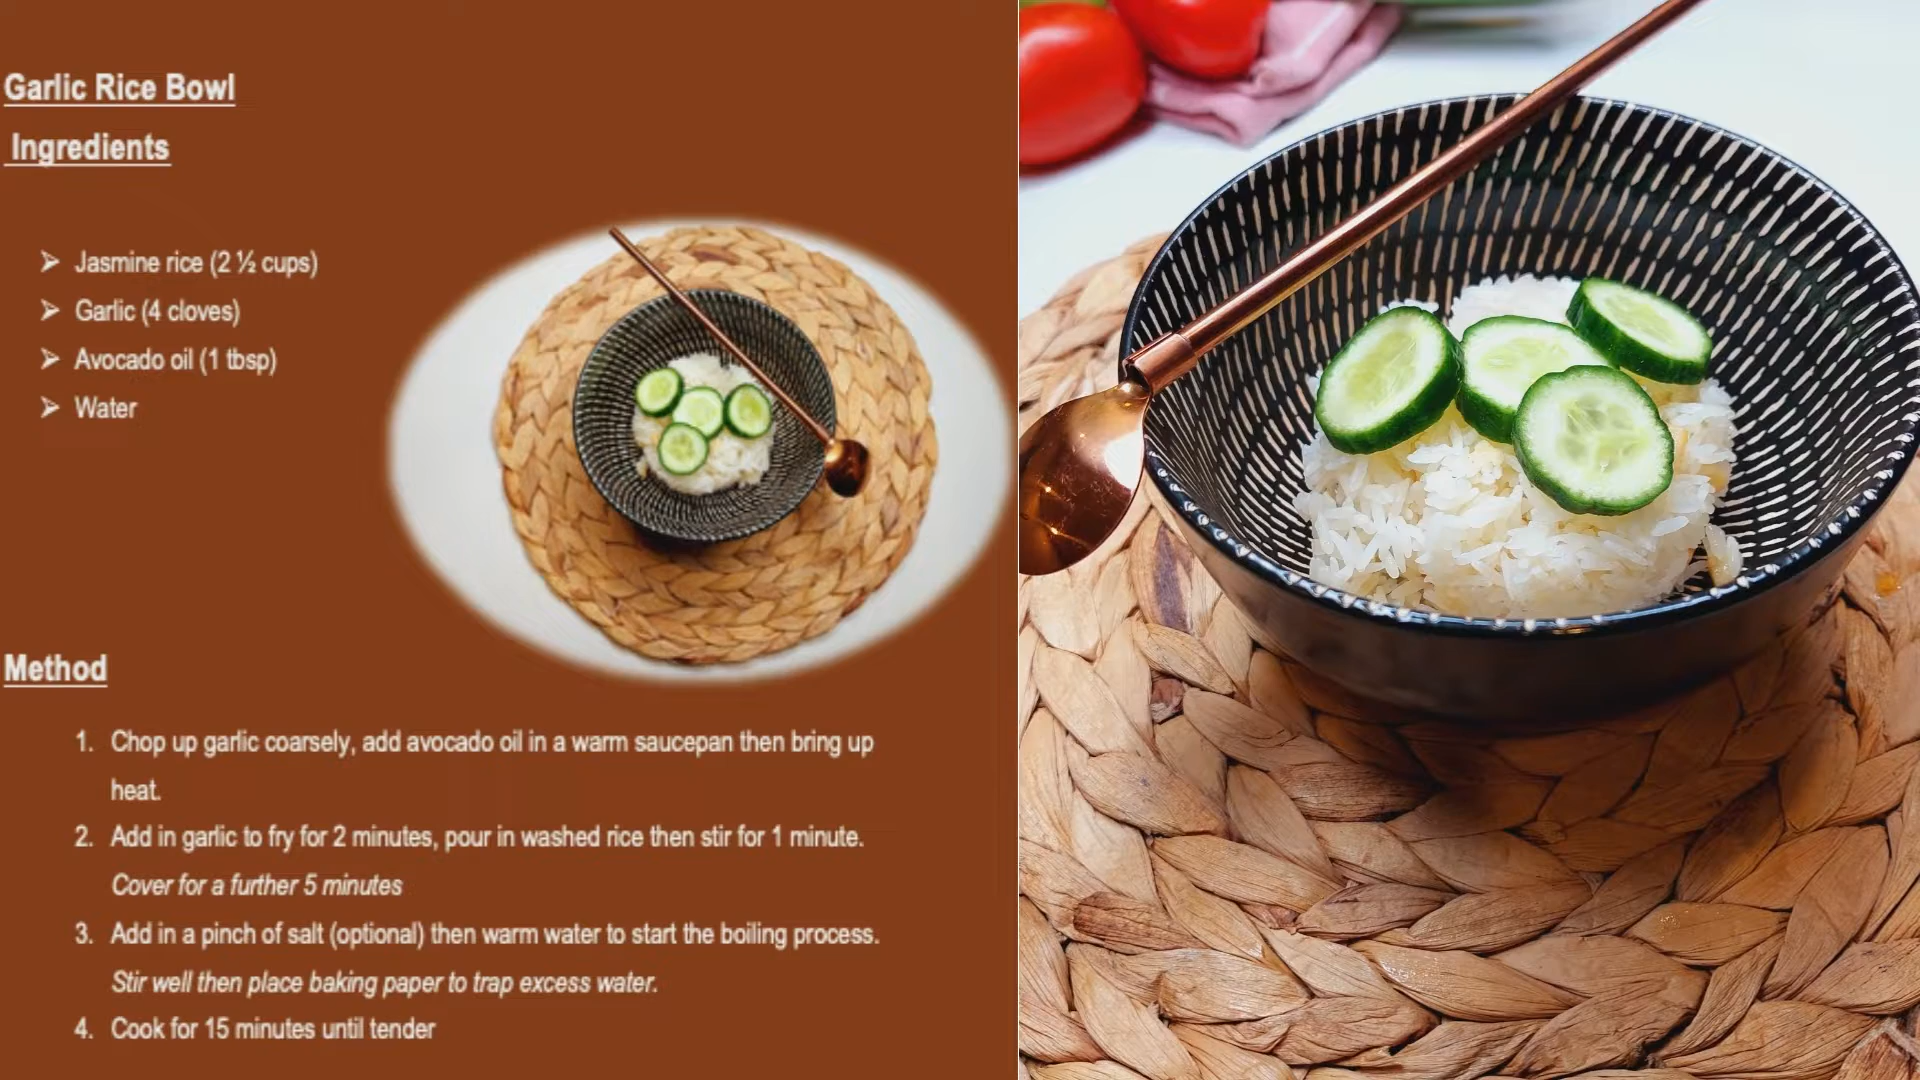 Garlic Rice Bowl
Ingredients
➢ Jasmine rice (2 ½ cups)
➢ Garlic (4 cloves)
➢ Avocado oil (1 tbsp)
➢ Water
Method
1. Chop up garlic coarsely, add avocado oil in a warm saucepan then bring up
heat.
2. Add in garlic to fry for 2 minutes, pour in washed rice then stir for 1 minute.
Cover for a further 5 minutes
3. Add in a pinch of salt (optional) then warm water to start the boiling process.
Stir well then place baking paper to trap excess water.
4. Cook for 15 minutes until tender